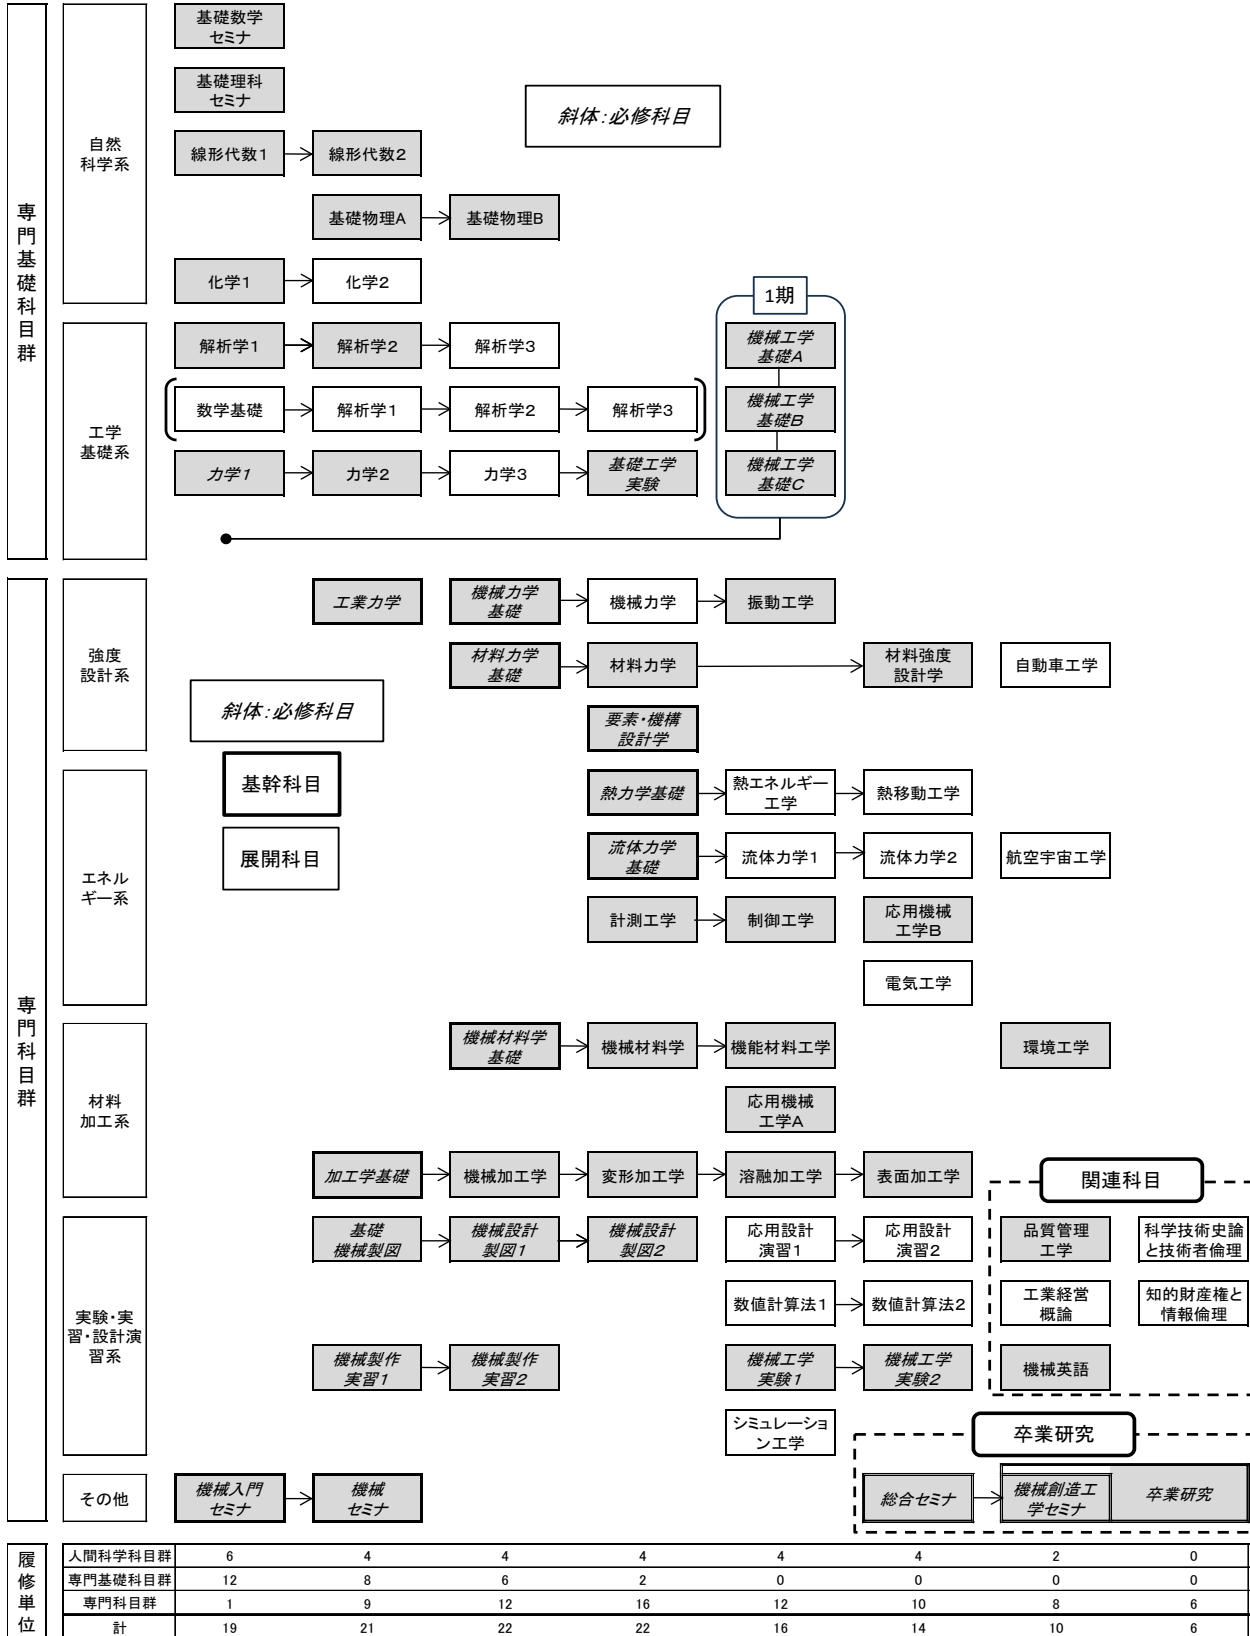 専門基礎科目群
自然
科学系
基礎数学
セミナ
基礎理科
セミナ
斜体:必修科目
線形代数1
線形代数2
基礎物理A
基礎物理B
化学1
化学2
1期
工学
基礎系
解析学1
解析学2
解析学3
機械工学
基礎A
数学基礎
解析学1
解析学2
解析学3
機械工学
基礎B
力学1
力学2
力学3
基礎工学
実験
機械工学
基礎C
専門科目群
強度
設計系
工業力学
機械力学
基礎
機械力学
振動工学
材料力学
基礎
材料力学
材料強度
設計学
自動車工学
斜体:必修科目
要素・機構
設計学
基幹科目
展開科目
エネル
ギー系
熱力学基礎
熱エネルギー
工学
熱移動工学
流体力学
基礎
流体力学1
流体力学2
航空宇宙工学
計測工学
制御工学
応用機械
工学B
電気工学
材料
加工系
機械材料学
基礎
機械材料学
機能材料工学
環境工学
応用機械
工学A
加工学基礎
機械加工学
変形加工学
溶融加工学
表面加工学
関連科目
実験・実
習・設計演
習系
基礎
機械製図
機械設計
製図1
機械設計
製図2
応用設計
演習1
応用設計
演習2
品質管理
工学
科学技術史論
と技術者倫理
数値計算法1
数値計算法2
工業経営
概論
知的財産権と
情報倫理
機械製作
実習1
機械製作
実習2
機械工学
実験1
機械工学
実験2
機械英語
シミュレーショ
ン工学
卒業研究
その他
機械入門
セミナ
機械
セミナ
総合セミナ
機械創造工
学セミナ
卒業研究
履修単位
人間科学科目群 6 4 4 4 4 4 2 0
専門基礎科目群 12 8 6 2 0 0 0 0
専門科目群 1 9 12 16 12 10 8 6
計 19 21 22 22 16 14 10 6